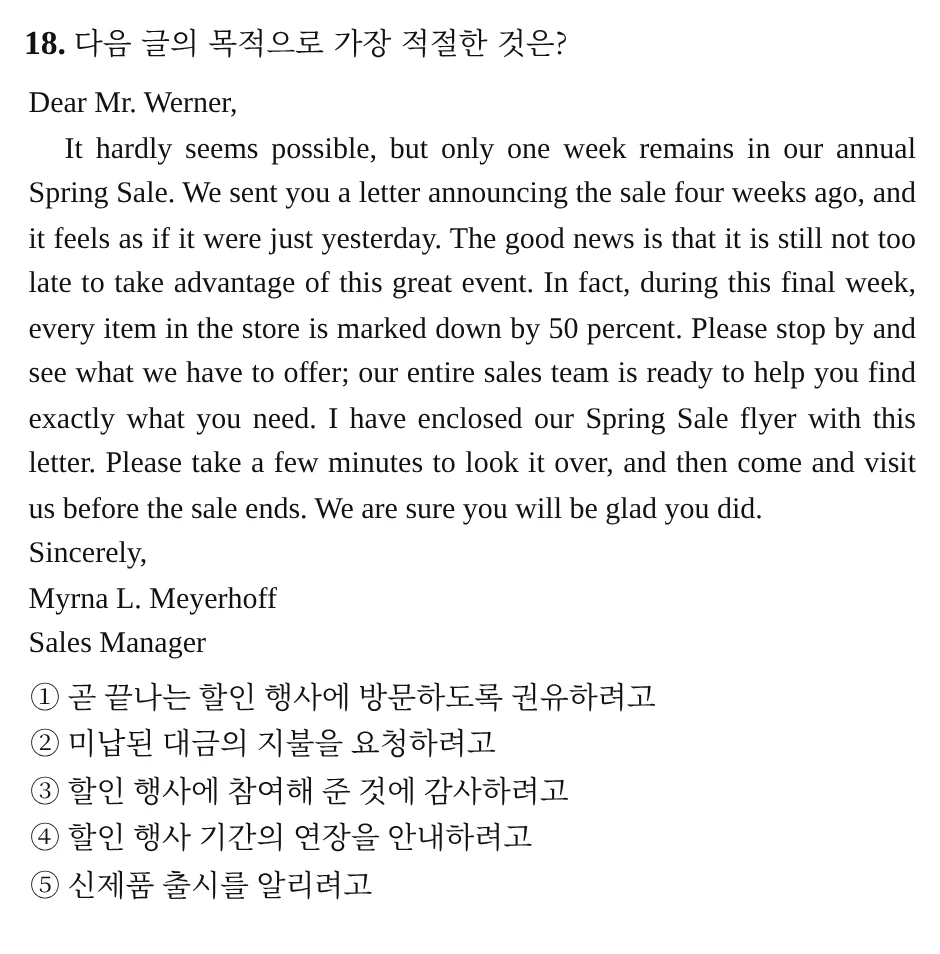 18. 다음 글의 목적으로 가장 적절한 것은?
Dear Mr. Werner,
It hardly seems possible, but only one week remains in our annual
Spring Sale. We sent you a letter announcing the sale four weeks ago, and
it feels as if it were just yesterday. The good news is that it is still not too
late to take advantage of this great event. In fact, during this final week,
every item in the store is marked down by 50 percent. Please stop by and
see what we have to offer; our entire sales team is ready to help you find
exactly what you need. I have enclosed our Spring Sale flyer with this
letter. Please take a few minutes to look it over, and then come and visit
us before the sale ends. We are sure you will be glad you did.
Sincerely,
Myrna L. Meyerhoff
Sales Manager
① 곧 끝나는 할인 행사에 방문하도록 권유하려고
② 미납된 대금의 지불을 요청하려고
③ 할인 행사에 참여해 준 것에 감사하려고
④ 할인 행사 기간의 연장을 안내하려고
⑤ 신제품 출시를 알리려고